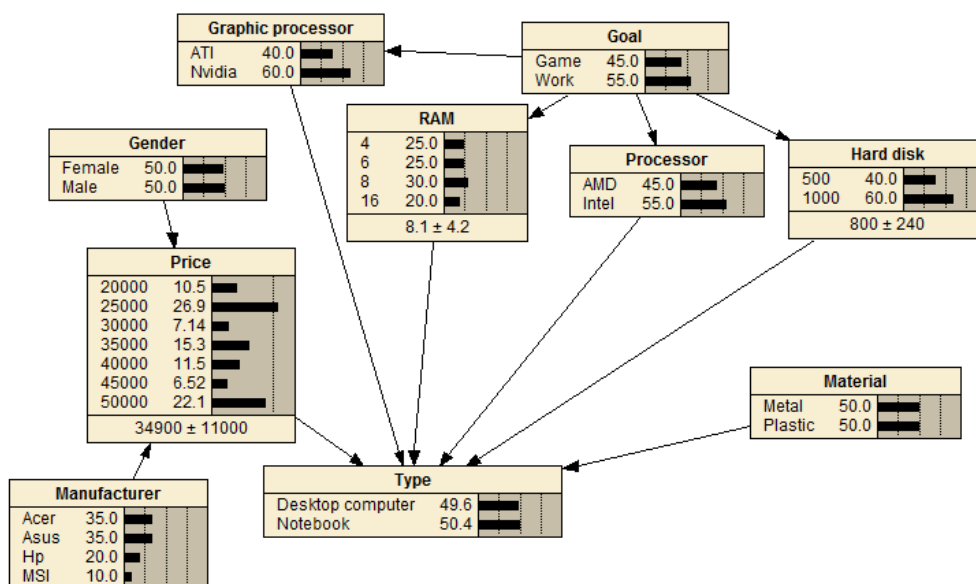 Graphic processor
ATI 40.0
Nvidia 60.0
Goal
Game 45.0
Work 55.0
RAM
4 25.0
6 25.0
8 30.0
16 20.0
8.1 ± 4.2
Gender
Female 50.0
Male 50.0
Processor
AMD 45.0
Intel 55.0
Hard disk
500 40.0
1000 60.0
800 ± 240
Price
20000 10.5
25000 26.9
30000 7.14
35000 15.3
40000 11.5
45000 6.52
50000 22.1
34900 ± 11000
Material
Metal 50.0
Plastic 50.0
Type
Desktop computer 49.6
Notebook 50.4
Manufacturer
Acer 35.0
Asus 35.0
Hp 20.0
MSI 10.0